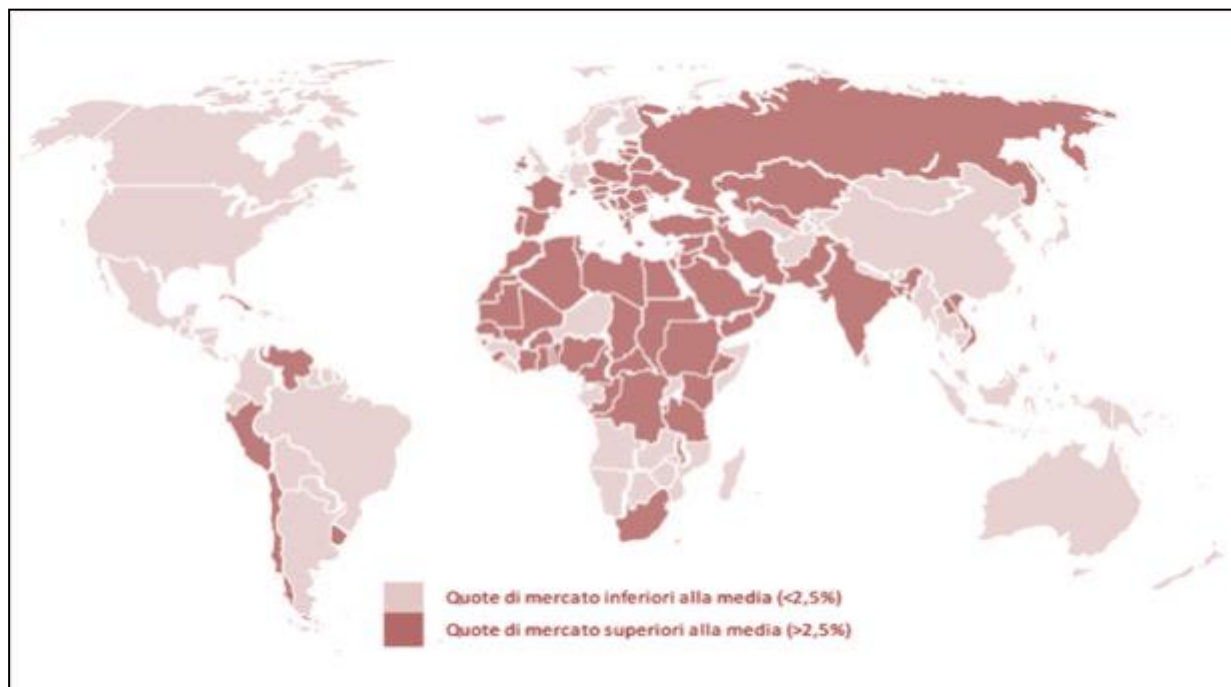 Quote di mercato inferiori alla media (<2,5%)
Quote di mercato superiori alla media (>2,5%)